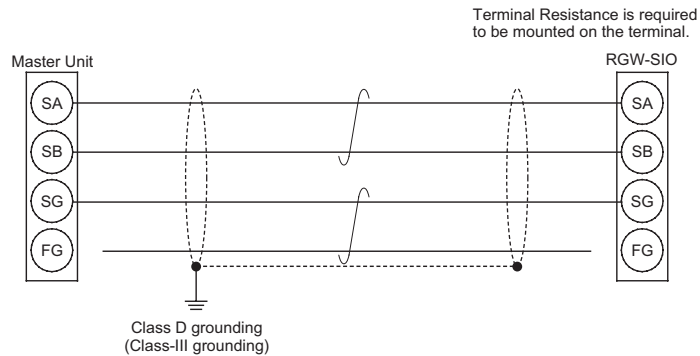 Terminal Resistance is required
to be mounted on the terminal.
Master Unit
RGW-SIO
SA
SA
SB
SB
SG
SG
FG
FG
Class D grounding
(Class-III grounding)